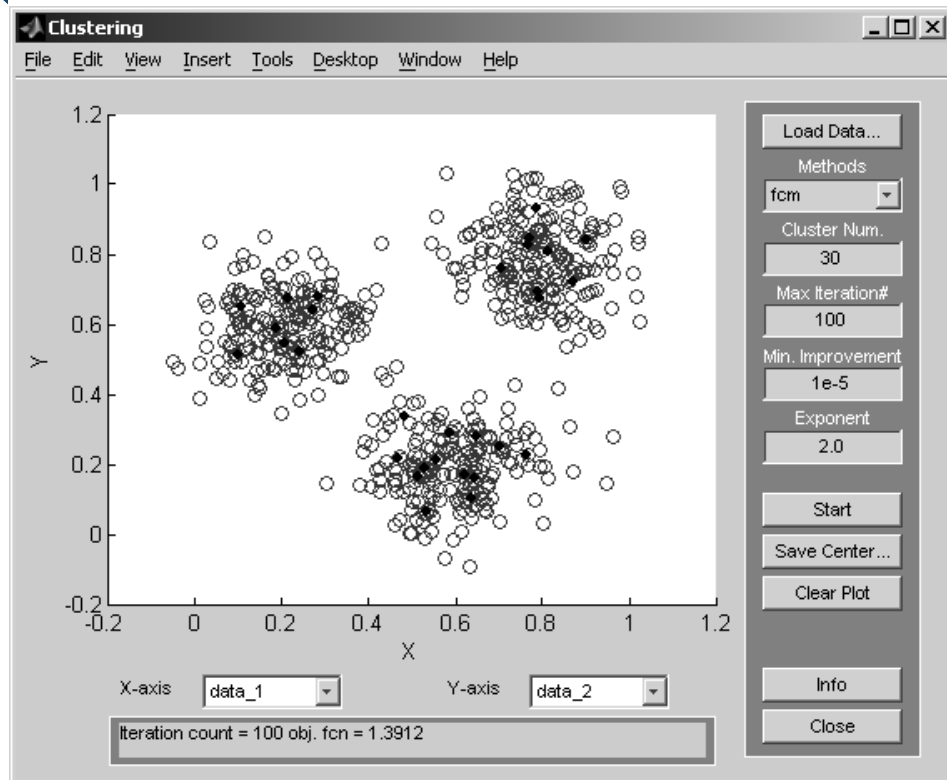 Clustering
File Edit View Insert Tools Desktop Window Help
1.2
1
0.8
0.6
0.4
0.2
0
-0.2
Y
-0.2 0 0.2 0.4 0.6 0.8 1 1.2
X
X-axis data_1 Y-axis data_2
Iteration count = 100 obj. fcn = 1.3912
Load Data...
Methods
fcm
Cluster Num.
30
Max Iteration#
100
Min. Improvement
1e-5
Exponent
2.0
Start
Save Center...
Clear Plot
Info
Close